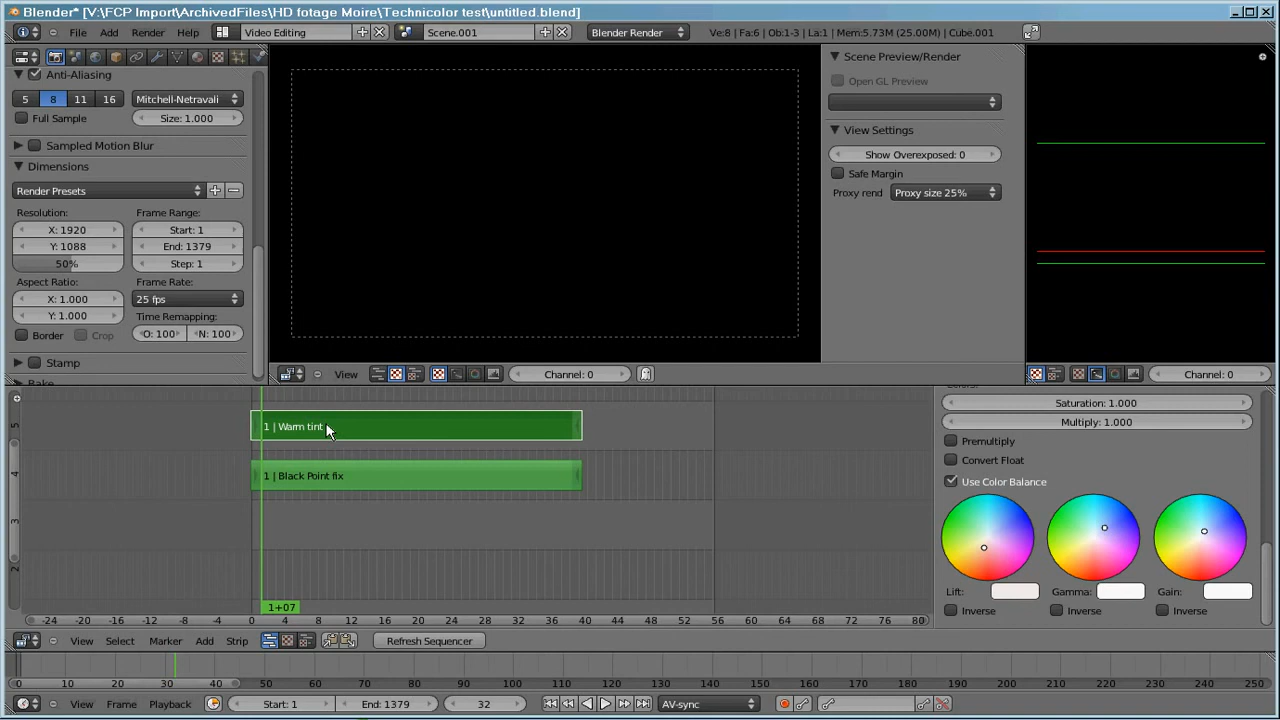 Blender* [V:\FCP Import\ArchivedFiles\HD fotage Moire\Technicolor test\untitled.blend]
File Add Render Help Video Editing Scene.001 Blender Render Ve:8 | Fa:6 | Ob:1-3 | La:1 | Mem:5.73M (25.00M) | Cube.001
Anti-Aliasing
5 8 11 16 Mitchell-Netravali
Full Sample Size: 1.000
Sampled Motion Blur
Dimensions
Render Presets
Resolution: Frame Range:
X: 1920 Start: 1
Y: 1088 End: 1379
50% Step: 1
Aspect Ratio: Frame Rate:
X: 1.000 25 fps
Y: 1.000 Time Remapping:
Border Crop O: 100 N: 100
Stamp
Bake
Scene Preview/Render
Open GL Preview
View Settings
Show Overexposed: 0
Safe Margin
Proxy rend Proxy size 25%
View Channel: 0
Channel: 0
5
1 | Warm tint
4
1 | Black Point fix
3
2
1+07
-24 -20 -16 -12 -8 -4 0 4 8 12 16 20 24 28 32 36 40 44 48 52 56 60 64 68 72 76 80
View Select Marker Add Strip Refresh Sequencer
Saturation: 1.000
Multiply: 1.000
Premultiply
Convert Float
Use Color Balance
Lift: Gamma: Gain:
Inverse Inverse Inverse
0 10 20 30 40 50 60 70 80 90 100 110 120 130 140 150 160 170 180 190 200 210 220 230 240 250
View Frame Playback Start: 1 End: 1379 32 AV-sync